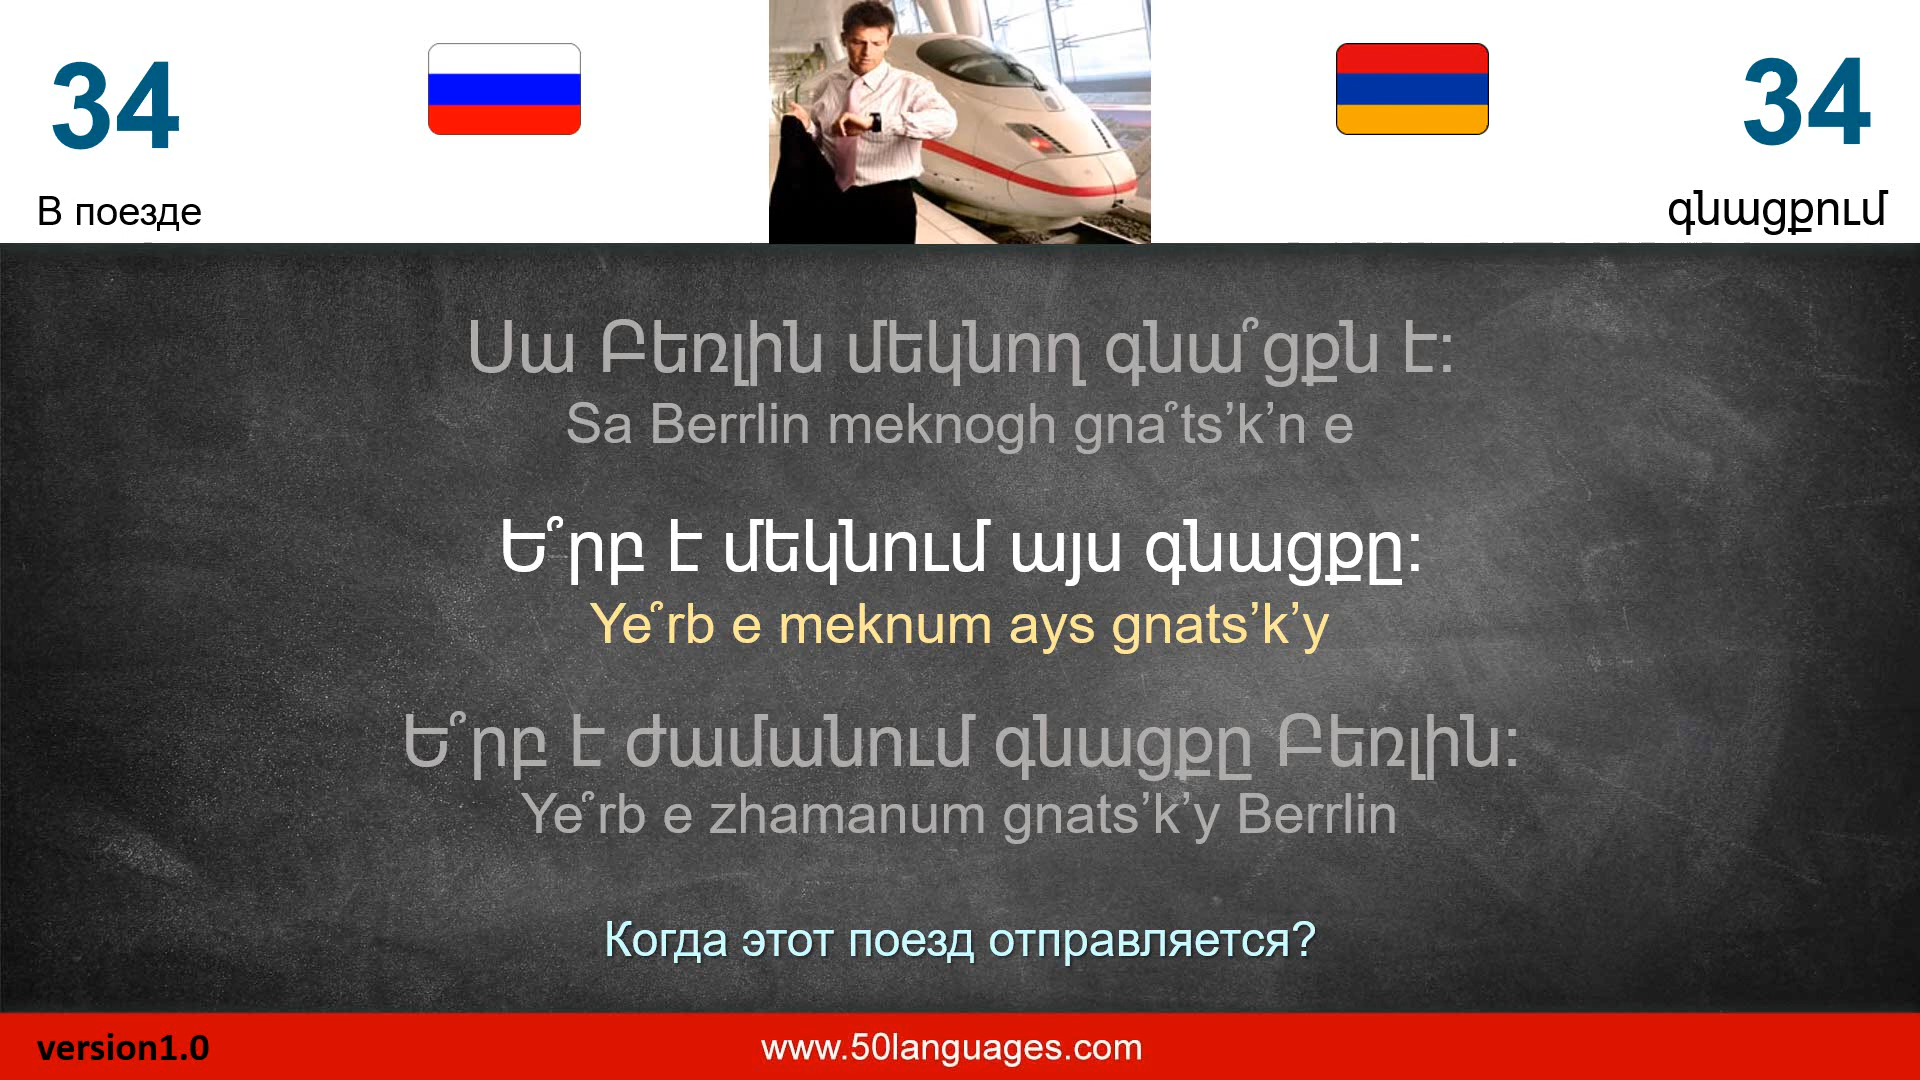 34
34
В поезде
գնացքում
Սա Բեռլին մեկնող գնա՞ցքն է:
Sa Berrlin meknogh gna՞ts’k’n e
Ե՞րբ է մեկնում այս գնացքը:
Ye՞rb e meknum ays gnats’k’y
Ե՞րբ է ժամանում գնացքը Բեռլին:
Ye՞rb e zhamanum gnats’k’y Berrlin
Когда этот поезд отправляется?
version1.0
www.50languages.com